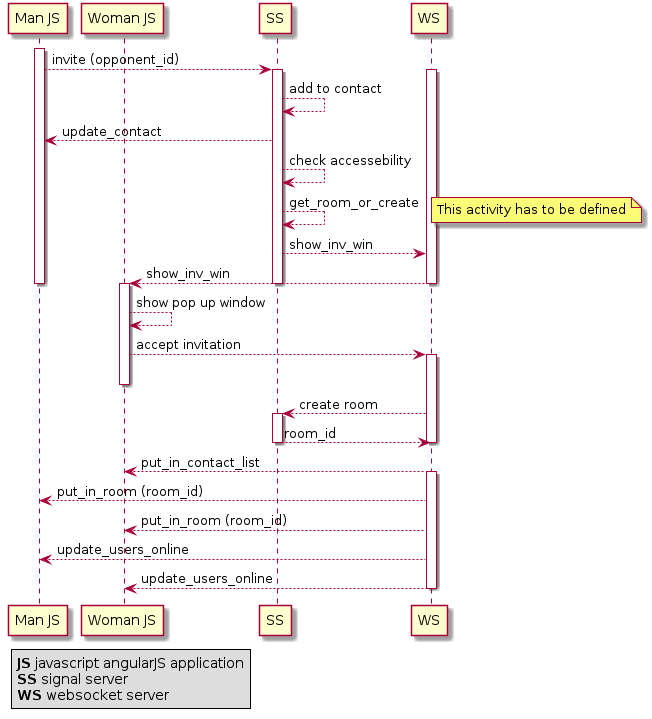 Man JS Woman JS SS WS
invite (opponent_id)
add to contact
update_contact
check accessebility
get_room_or_create
This activity has to be defined
show_inv_win
show_inv_win
show pop up window
accept invitation
create room
room_id
put_in_contact_list
put_in_room (room_id)
put_in_room (room_id)
update_users_online
update_users_online
Man JS Woman JS SS WS
JS javascript angularJS application
SS signal server
WS websocket server